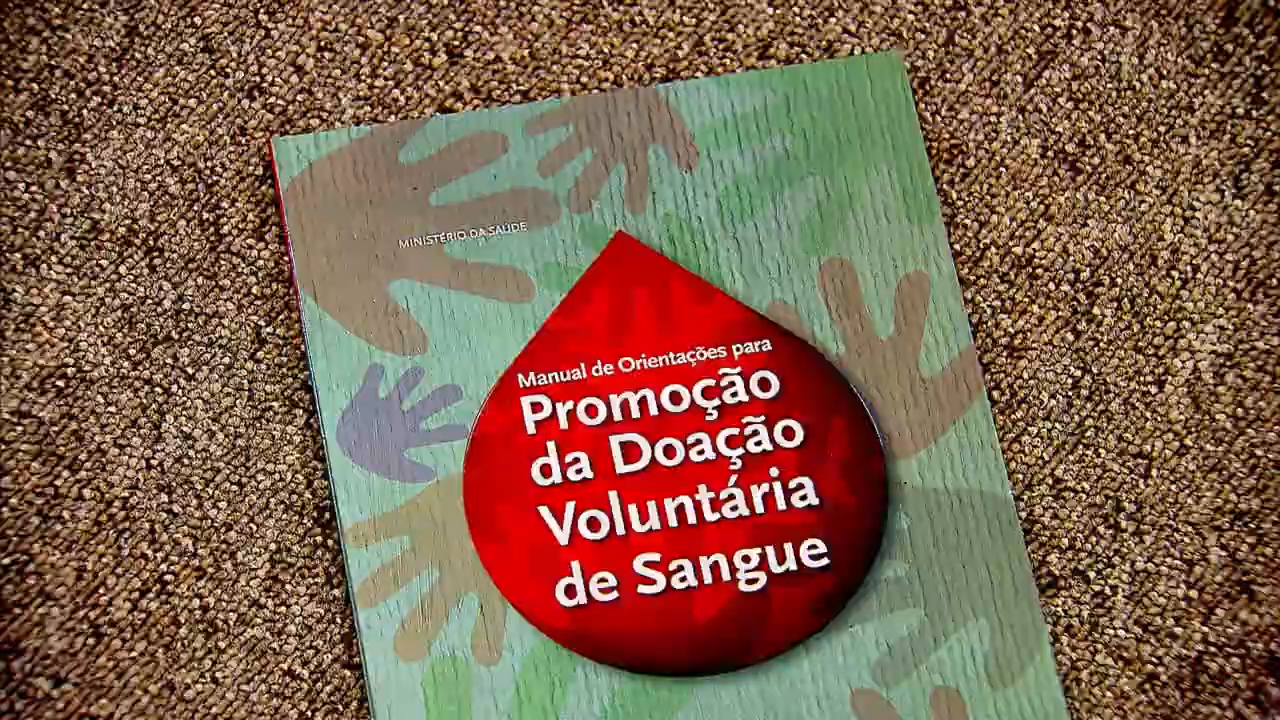 MINISTÉRIO DA SAÚDE
Manual de Orientações para
Promoção
da Doação
Voluntária
de Sangue